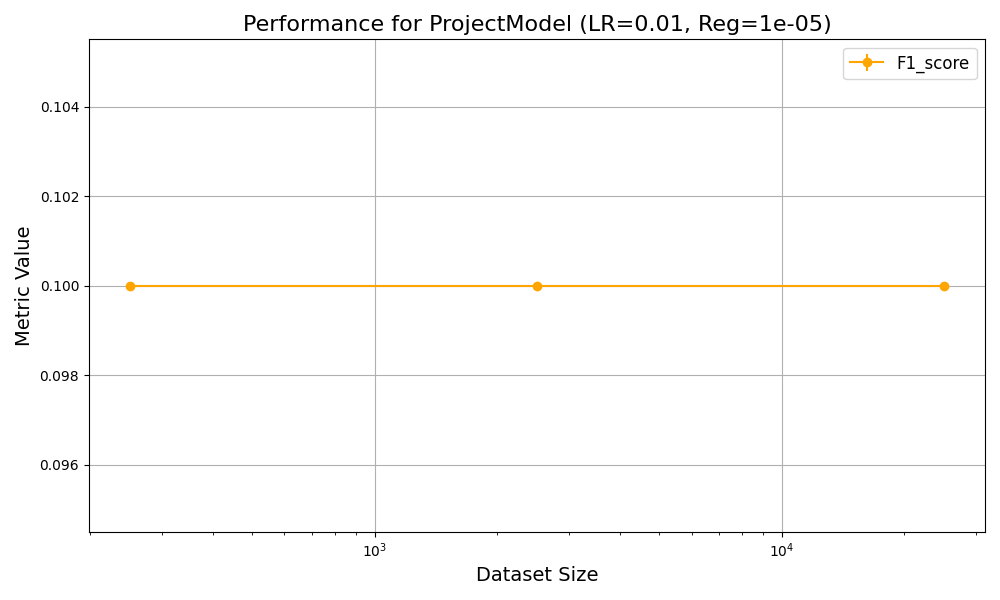 Performance for ProjectModel (LR=0.01, Reg=1e-05)
F1_score
Metric Value
0.104
0.102
0.100
0.098
0.096
10³
10⁴
Dataset Size